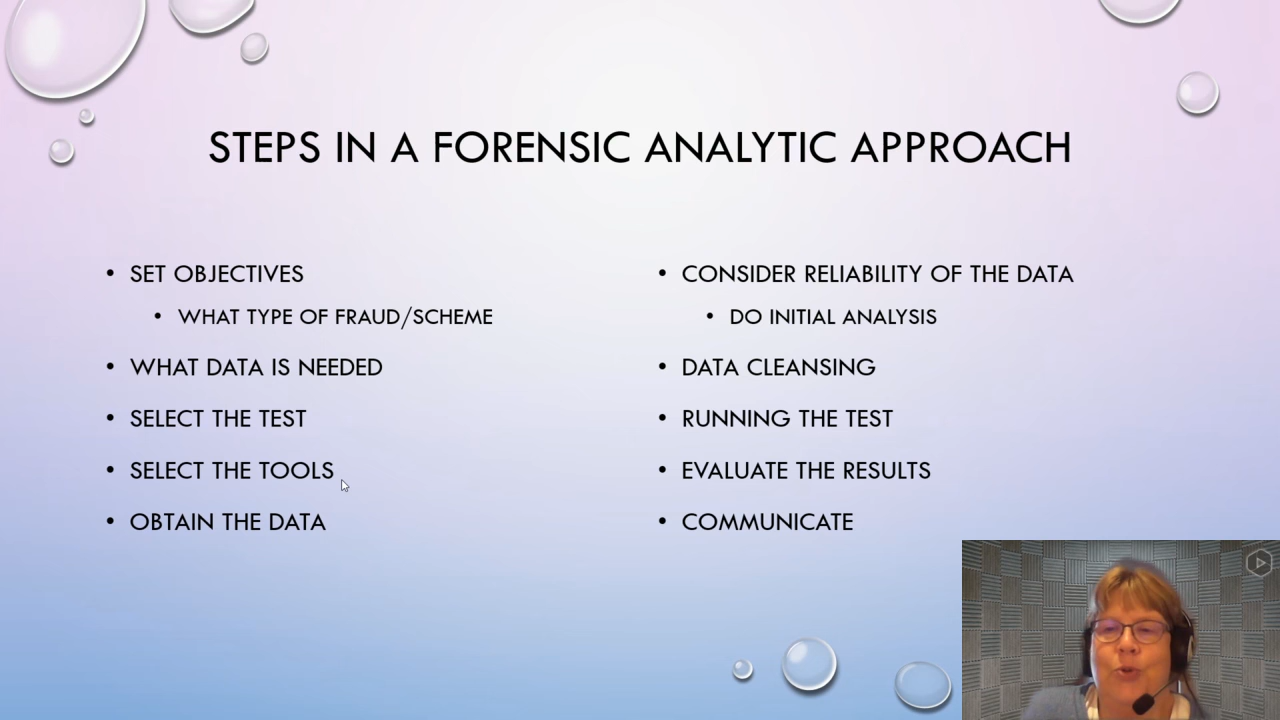 STEPS IN A FORENSIC ANALYTIC APPROACH
• SET OBJECTIVES
• WHAT TYPE OF FRAUD/SCHEME
• WHAT DATA IS NEEDED
• SELECT THE TEST
• SELECT THE TOOLS
• OBTAIN THE DATA
• CONSIDER RELIABILITY OF THE DATA
• DO INITIAL ANALYSIS
• DATA CLEANSING
• RUNNING THE TEST
• EVALUATE THE RESULTS
• COMMUNICATE